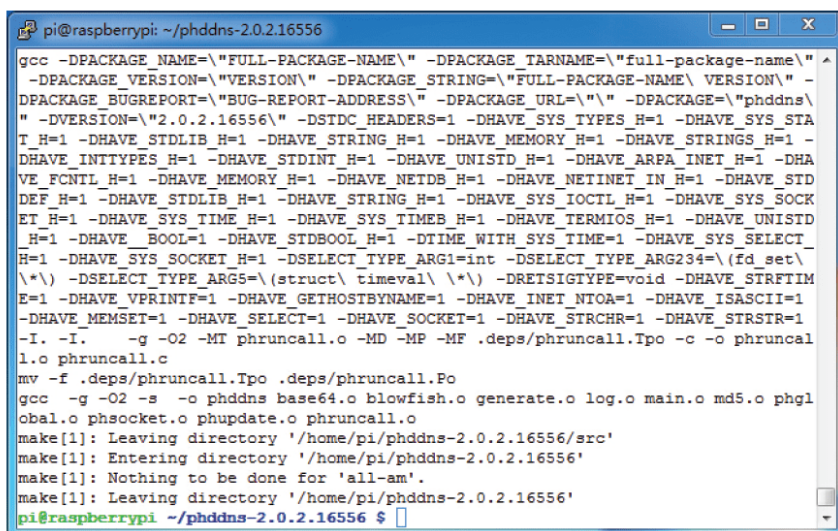 pi@raspberrypi: ~/phddns-2.0.2.16556
gcc -DPACKAGE_NAME=\"FULL-PACKAGE-NAME\" -DPACKAGE_TARNAME=\"full-package-name\"
 -DPACKAGE_VERSION=\"VERSION\" -DPACKAGE_STRING=\"FULL-PACKAGE-NAME\ VERSION\" -
DPACKAGE_BUGREPORT=\"BUG-REPORT-ADDRESS\" -DPACKAGE_URL=\"\" -DPACKAGE=\"phddns\
" -DVERSION=\"2.0.2.16556\" -DSTDC_HEADERS=1 -DHAVE_SYS_TYPES_H=1 -DHAVE_SYS_STA
T_H=1 -DHAVE_STDLIB_H=1 -DHAVE_STRING_H=1 -DHAVE_MEMORY_H=1 -DHAVE_STRINGS_H=1 -
DHAVE_INTTYPES_H=1 -DHAVE_STDINT_H=1 -DHAVE_UNISTD_H=1 -DHAVE_ARPA_INET_H=1 -DHA
VE_FCNTL_H=1 -DHAVE_MEMORY_H=1 -DHAVE_NETDB_H=1 -DHAVE_NETINET_IN_H=1 -DHAVE_STD
DEF_H=1 -DHAVE_STDLIB_H=1 -DHAVE_STRING_H=1 -DHAVE_SYS_IOCTL_H=1 -DHAVE_SYS_SOCK
ET_H=1 -DHAVE_SYS_TIME_H=1 -DHAVE_SYS_TIMEB_H=1 -DHAVE_TERMIOS_H=1 -DHAVE_UNISTD
_H=1 -DHAVE__BOOL=1 -DHAVE_STDBOOL_H=1 -DTIME_WITH_SYS_TIME=1 -DHAVE_SYS_SELECT_
H=1 -DHAVE_SYS_SOCKET_H=1 -DSELECT_TYPE_ARG1=int -DSELECT_TYPE_ARG234=\(fd_set\ 
\*\) -DSELECT_TYPE_ARG5=\(struct\ timeval\ \*\) -DRETSIGTYPE=void -DHAVE_STRFTIM
E=1 -DHAVE_VPRINTF=1 -DHAVE_GETHOSTBYNAME=1 -DHAVE_INET_NTOA=1 -DHAVE_ISASCII=1
-DHAVE_MEMSET=1 -DHAVE_SELECT=1 -DHAVE_SOCKET=1 -DHAVE_STRCHR=1 -DHAVE_STRSTR=1
-I. -I.    -g -O2 -MT phruncall.o -MD -MP -MF .deps/phruncall.Tpo -c -o phruncal
l.o phruncall.c
mv -f .deps/phruncall.Tpo .deps/phruncall.Po
gcc  -g -O2 -s  -o phddns base64.o blowfish.o generate.o log.o main.o md5.o phgl
obal.o phsocket.o phupdate.o phruncall.o
make[1]: Leaving directory '/home/pi/phddns-2.0.2.16556/src'
make[1]: Entering directory '/home/pi/phddns-2.0.2.16556'
make[1]: Nothing to be done for 'all-am'.
make[1]: Leaving directory '/home/pi/phddns-2.0.2.16556'
pi@raspberrypi ~/phddns-2.0.2.16556 $